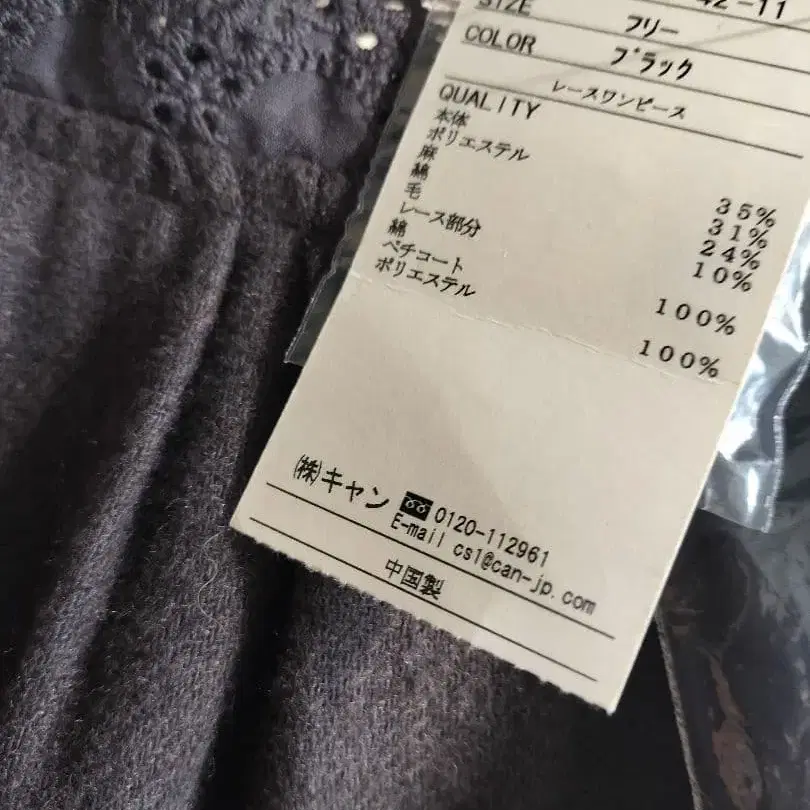 42-11
SIZE フリー
COLOR ブラック
レースワンピース
QUALITY
本体
ポリエステル 35%
麻 31%
綿 24%
毛 10%
レース部分
綿 100%
ペチコート
ポリエステル 100%
㈱キャン 0120-112961
E-mail cs1@can-jp.com
中国製